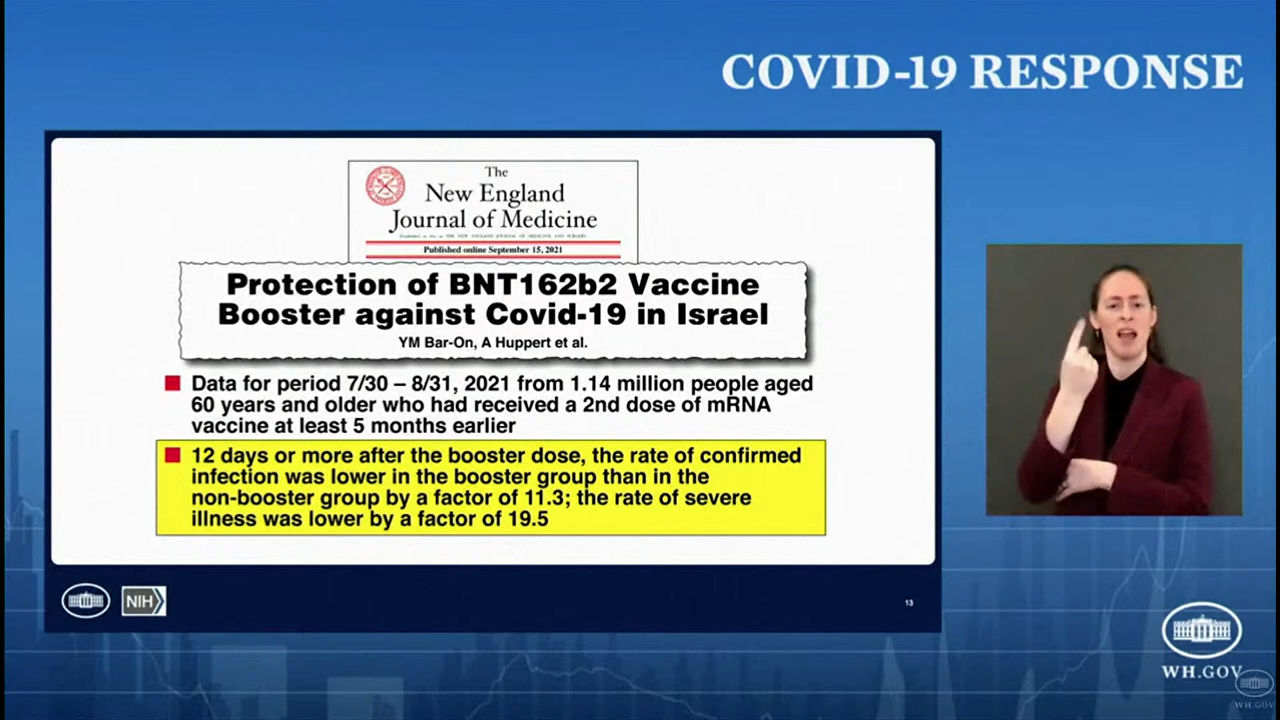 COVID-19 RESPONSE
The
New England
Journal of Medicine
Published online September 15, 2021
Protection of BNT162b2 Vaccine
Booster against Covid-19 in Israel
YM Bar-On, A Huppert et al.
Data for period 7/30 – 8/31, 2021 from 1.14 million people aged
60 years and older who had received a 2nd dose of mRNA
vaccine at least 5 months earlier
12 days or more after the booster dose, the rate of confirmed
infection was lower in the booster group than in the
non-booster group by a factor of 11.3; the rate of severe
illness was lower by a factor of 19.5
NIH
13
WH.GOV
WH.GOV